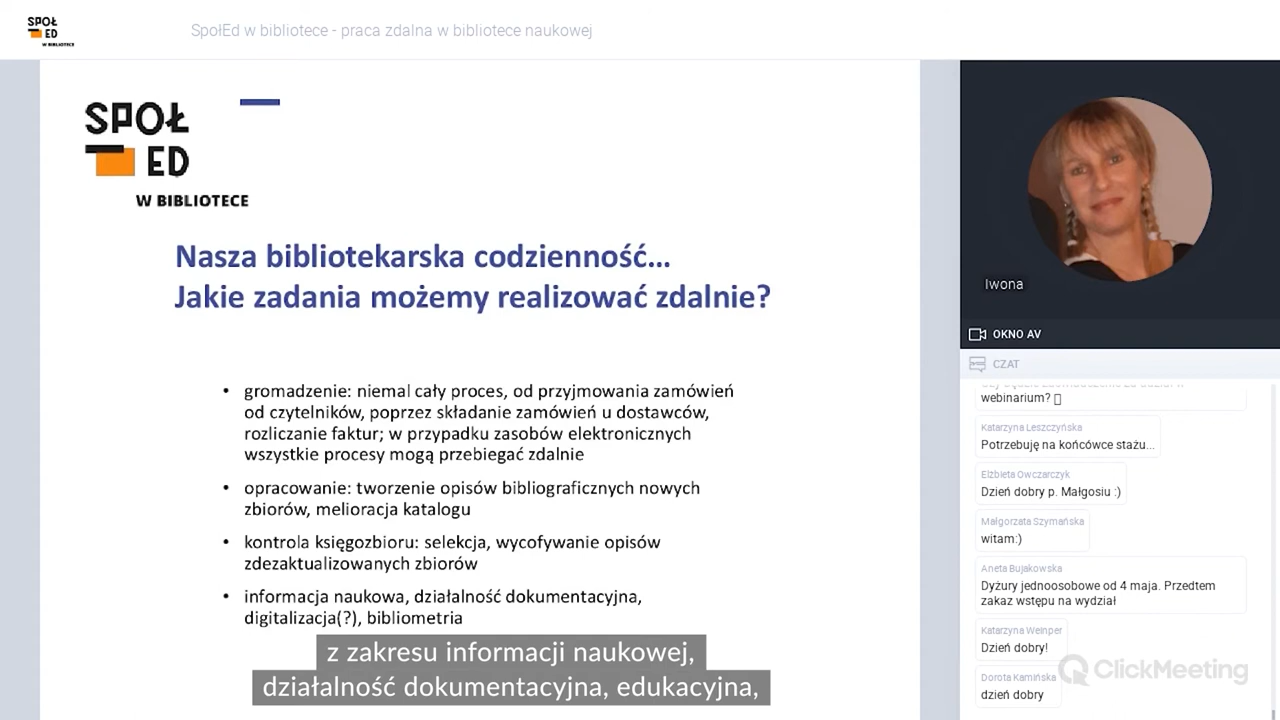 SPOŁ
ED
W BIBLIOTECE
SpołEd w bibliotece - praca zdalna w bibliotece naukowej
SPOŁ
ED
W BIBLIOTECE
Nasza bibliotekarska codzienność...
Jakie zadania możemy realizować zdalnie?
• gromadzenie: niemal cały proces, od przyjmowania zamówień
od czytelników, poprzez składanie zamówień u dostawców,
rozliczanie faktur; w przypadku zasobów elektronicznych
wszystkie procesy mogą przebiegać zdalnie
• opracowanie: tworzenie opisów bibliograficznych nowych
zbiorów, melioracja katalogu
• kontrola księgozbioru: selekcja, wycofywanie opisów
zdezaktualizowanych zbiorów
• informacja naukowa, działalność dokumentacyjna,
digitalizacja(?), bibliometria
z zakresu informacji naukowej,
działalność dokumentacyjna, edukacyjna,
Iwona
OKNO AV
CZAT
webinarium?
Katarzyna Leszczyńska
Potrzebuję na końcówce stażu...
Elżbieta Owczarczyk
Dzień dobry p. Małgosiu :)
Małgorzata Szymańska
witam:)
Aneta Bujakowska
Dyżury jednoosobowe od 4 maja. Przedtem
zakaz wstępu na wydział
Katarzyna Weinper
Dzień dobry!
Dorota Kamińska
dzień dobry
ClickMeeting